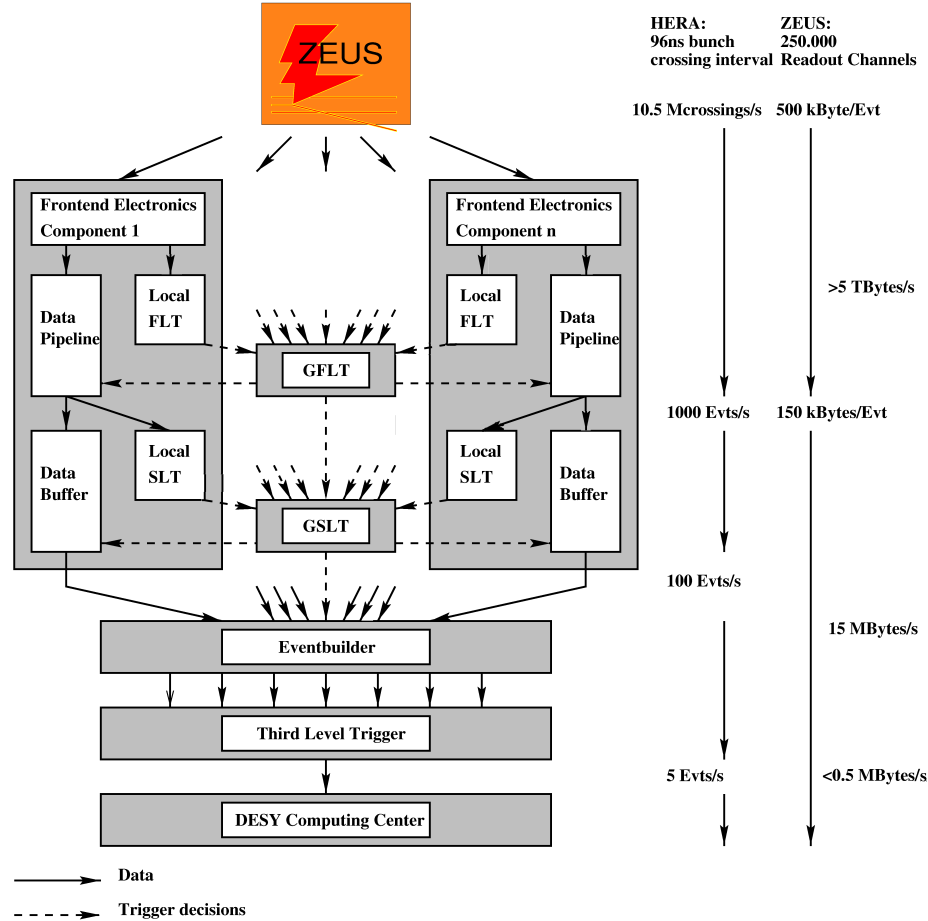 ZEUS
HERA:
96ns bunch
crossing interval
ZEUS:
250.000
Readout Channels
10.5 Mcrossings/s
500 kByte/Evt
Frontend Electronics
Component 1
Frontend Electronics
Component n
Data
Pipeline
Local
FLT
Local
FLT
Data
Pipeline
>5 TBytes/s
GFLT
1000 Evts/s
150 kBytes/Evt
Data
Buffer
Local
SLT
Local
SLT
Data
Buffer
GSLT
100 Evts/s
15 MBytes/s
Eventbuilder
Third Level Trigger
5 Evts/s
<0.5 MBytes/s
DESY Computing Center
Data
Trigger decisions